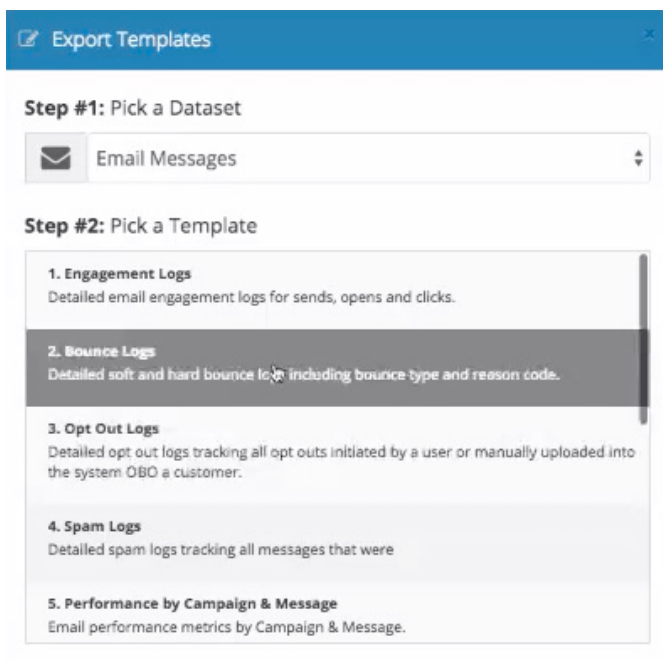 Export Templates
Step #1: Pick a Dataset
Email Messages
Step #2: Pick a Template
1. Engagement Logs
Detailed email engagement logs for sends, opens and clicks.
2. Bounce Logs
Detailed soft and hard bounce logs including bounce type and reason code.
3. Opt Out Logs
Detailed opt out logs tracking all opt outs initiated by a user or manually uploaded into
the system OBO a customer.
4. Spam Logs
Detailed spam logs tracking all messages that were
5. Performance by Campaign & Message
Email performance metrics by Campaign & Message.